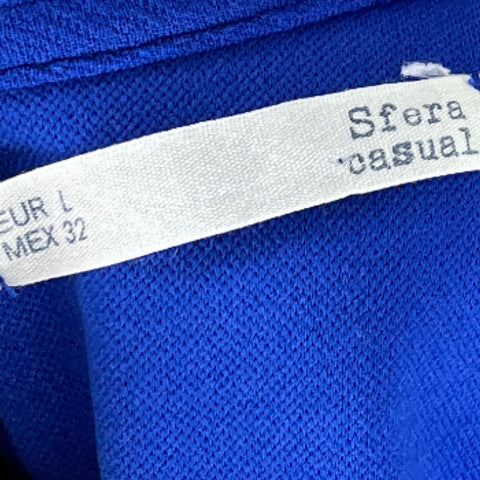 Sfera
casual
EUR L
MEX 32